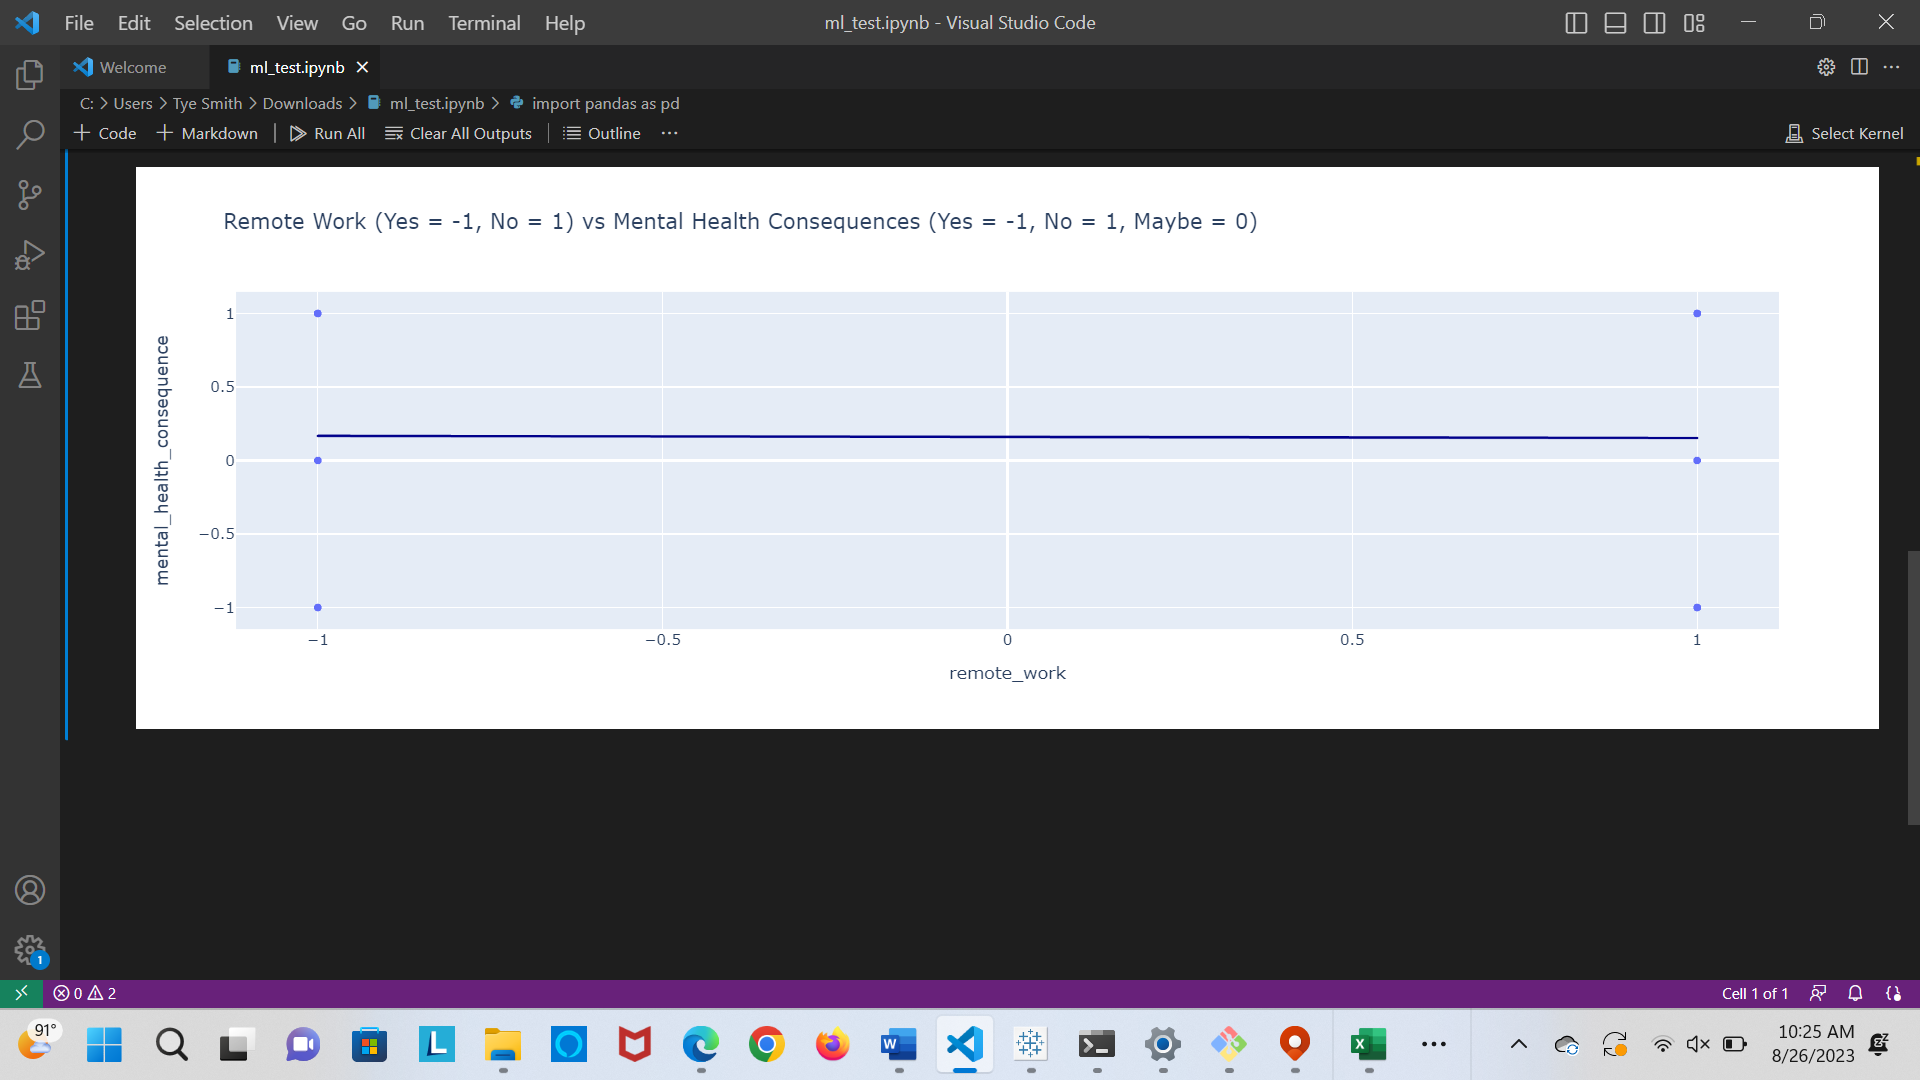 File Edit Selection View Go Run Terminal Help
ml_test.ipynb - Visual Studio Code
Welcome
ml_test.ipynb
C: > Users > Tye Smith > Downloads > ml_test.ipynb > import pandas as pd
+ Code + Markdown | Run All Clear All Outputs | Outline ...
Select Kernel
Remote Work (Yes = -1, No = 1) vs Mental Health Consequences (Yes = -1, No = 1, Maybe = 0)
mental_health_consequence
1
0.5
0
−0.5
−1
−1 −0.5 0 0.5 1
remote_work
1
0 2
Cell 1 of 1
91°
L
W
X
10:25 AM
8/26/2023